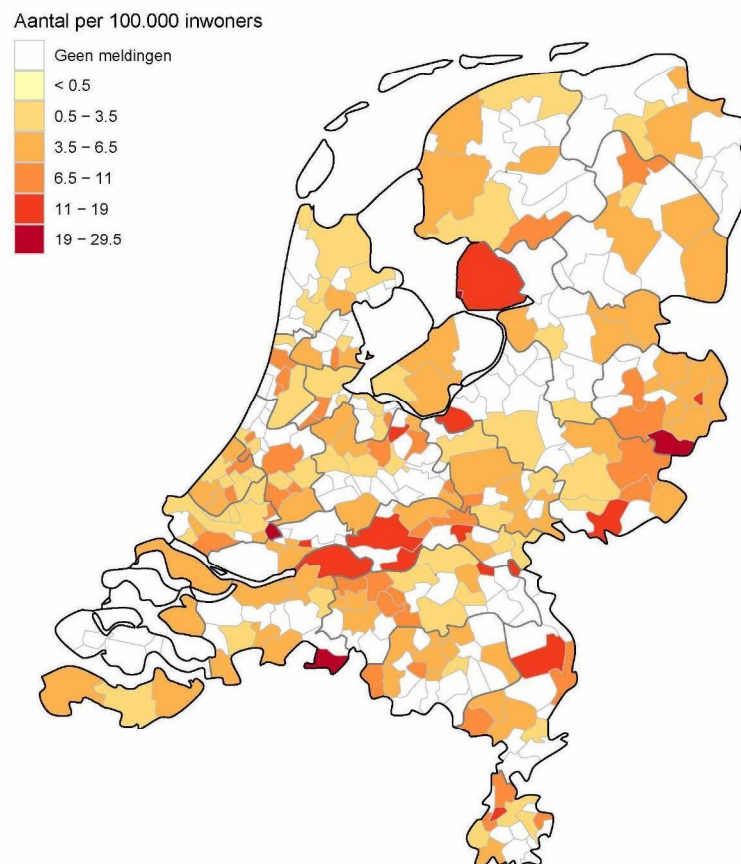 Aantal per 100.000 inwoners
Geen meldingen
< 0.5
0.5 – 3.5
3.5 – 6.5
6.5 – 11
11 – 19
19 – 29.5